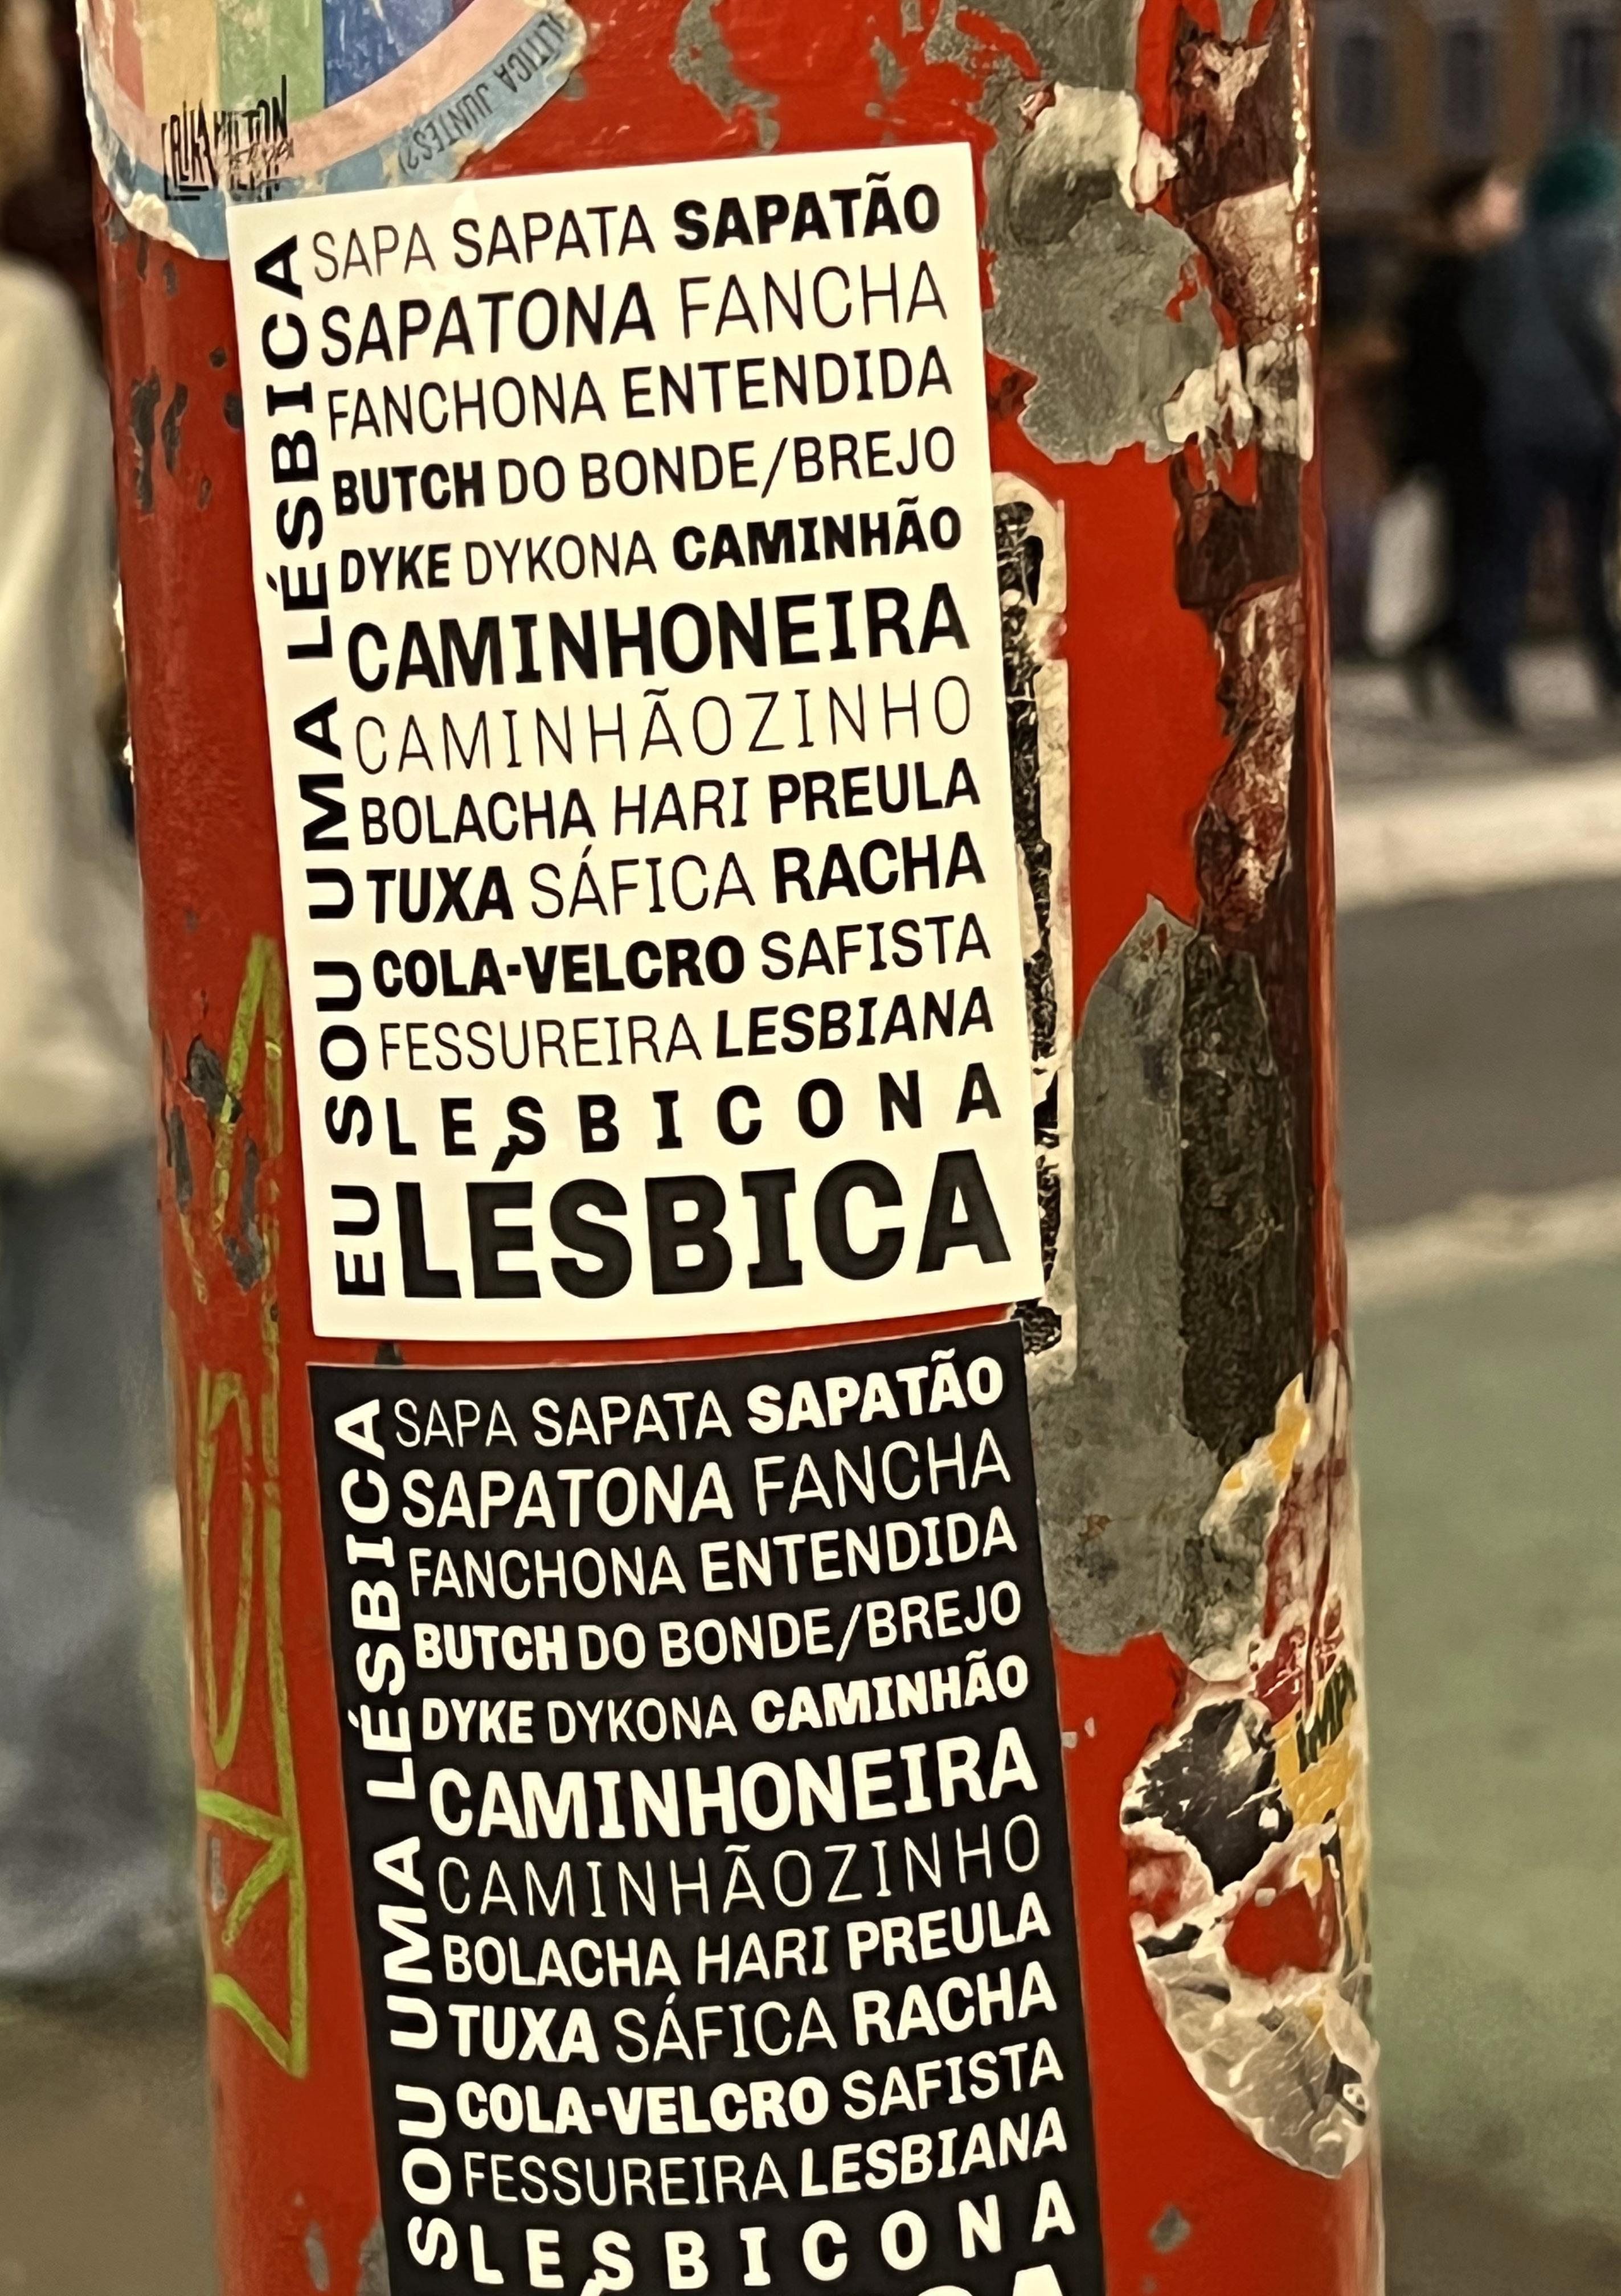 LÍTICA JUNTES?)
SAPA SAPATA SAPATÃO
SAPATONA FANCHA
FANCHONA ENTENDIDA
BUTCH DO BONDE/BREJO
DYKE DYKONA CAMINHÃO
CAMINHONEIRA
CAMINHÃOZINHO
BOLACHA HARI PREULA
TUXA SÁFICA RACHA
COLA-VELCRO SAFISTA
FESSUREIRA LESBIANA
LESBICONA
LÉSBICA
EU SOU UMA LÉSBICA
SAPA SAPATA SAPATÃO
SAPATONA FANCHA
FANCHONA ENTENDIDA
BUTCH DO BONDE/BREJO
DYKE DYKONA CAMINHÃO
CAMINHONEIRA
CAMINHÃOZINHO
BOLACHA HARI PREULA
TUXA SÁFICA RACHA
COLA-VELCRO SAFISTA
FESSUREIRA LESBIANA
LESBICONA
SOU UMA LÉSBICA